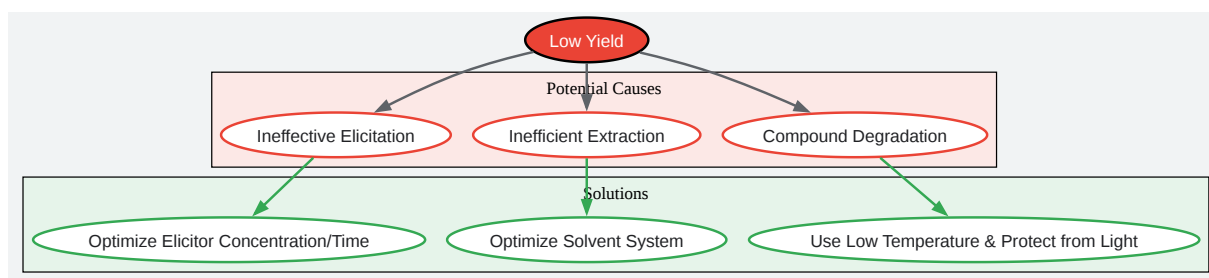 Low Yield
Potential Causes
Ineffective Elicitation
Inefficient Extraction
Compound Degradation
Solutions
Optimize Elicitor Concentration/Time
Optimize Solvent System
Use Low Temperature & Protect from Light